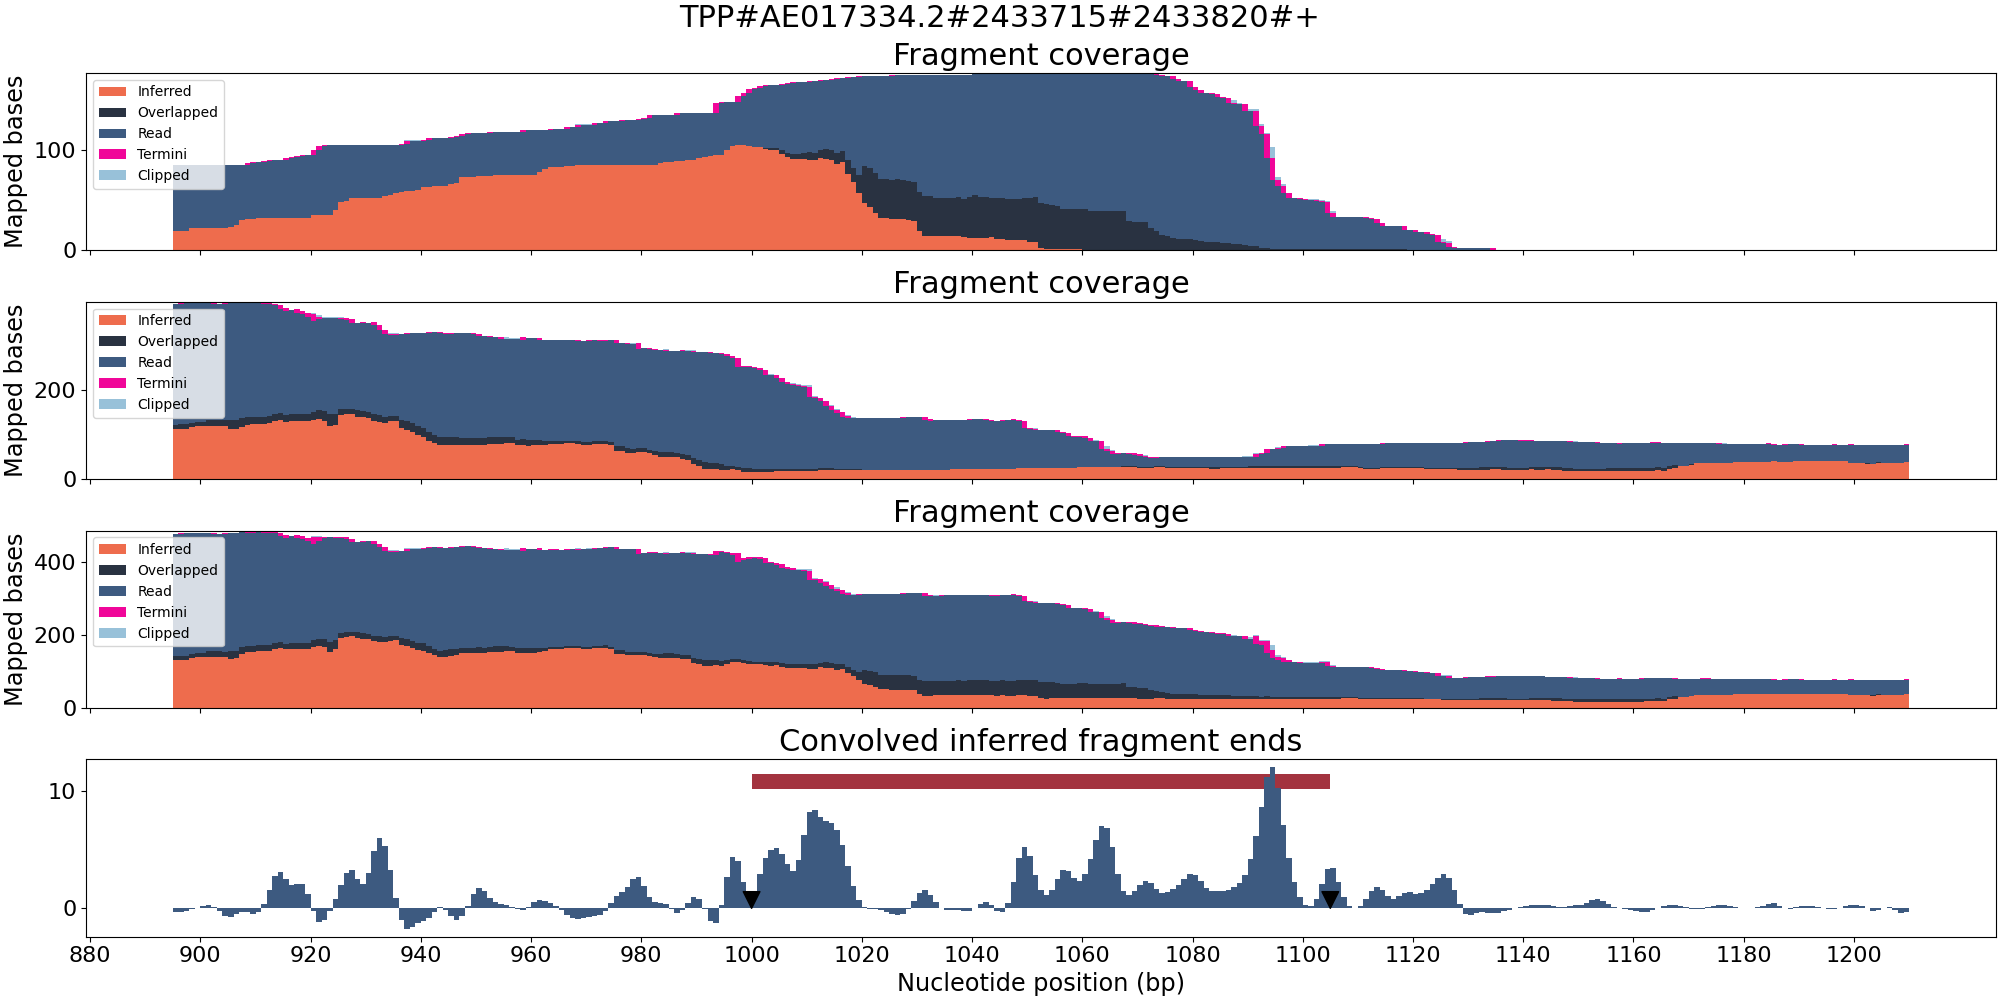 TPP#AE017334.2#2433715#2433820#+
Fragment coverage
Mapped bases
100
0
Inferred
Overlapped
Read
Termini
Clipped
Fragment coverage
Mapped bases
200
0
Inferred
Overlapped
Read
Termini
Clipped
Fragment coverage
Mapped bases
400
200
0
Inferred
Overlapped
Read
Termini
Clipped
Convolved inferred fragment ends
10
0
880 900 920 940 960 980 1000 1020 1040 1060 1080 1100 1120 1140 1160 1180 1200
Nucleotide position (bp)